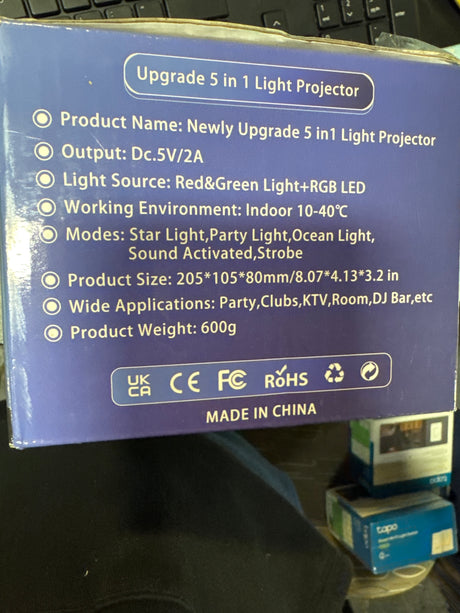 Upgrade 5 in 1 Light Projector
Product Name: Newly Upgrade 5 in1 Light Projector
Output: Dc.5V/2A
Light Source: Red&Green Light+RGB LED
Working Environment: Indoor 10-40℃
Modes: Star Light,Party Light,Ocean Light,
Sound Activated,Strobe
Product Size: 205*105*80mm/8.07*4.13*3.2 in
Wide Applications: Party,Clubs,KTV,Room,DJ Bar,etc
Product Weight: 600g
UK
CA
CE FC RoHS
MADE IN CHINA
tapo